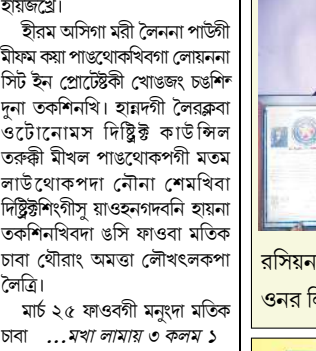 হায়জখ্রে।
হীরম অসিগা মরী লৈননা পাউগী
মীফম কয়া পাঙথোকখিবগা লোয়ননা
সিট ইন প্রোটেষ্টকী খোঙজং চঙশিন্
দুনা তকশিনখি। হান্নদগী লৈরক্লবা
ওটোনোমস দিষ্ট্রিক্ট কাউন্সিল
তরুক্কী মীখল পাঙথোকপগী মতম
লাউথোকপদা নৌনা শেমখিবা
দিষ্ট্রিক্টশিংগীসু য়াওহনগদবনি হায়না
তকশিনখিবদা ঙসি ফাওবা মতিক
চাবা থৌরাং অমত্তা লৌখৎলকপা
লৈত্রি।
মার্চ ২৫ ফাওবগী মনুংদা মতিক
চাবা ...মখা লামায় ৩ কলম ১
রসিয়ন
ওনর লি